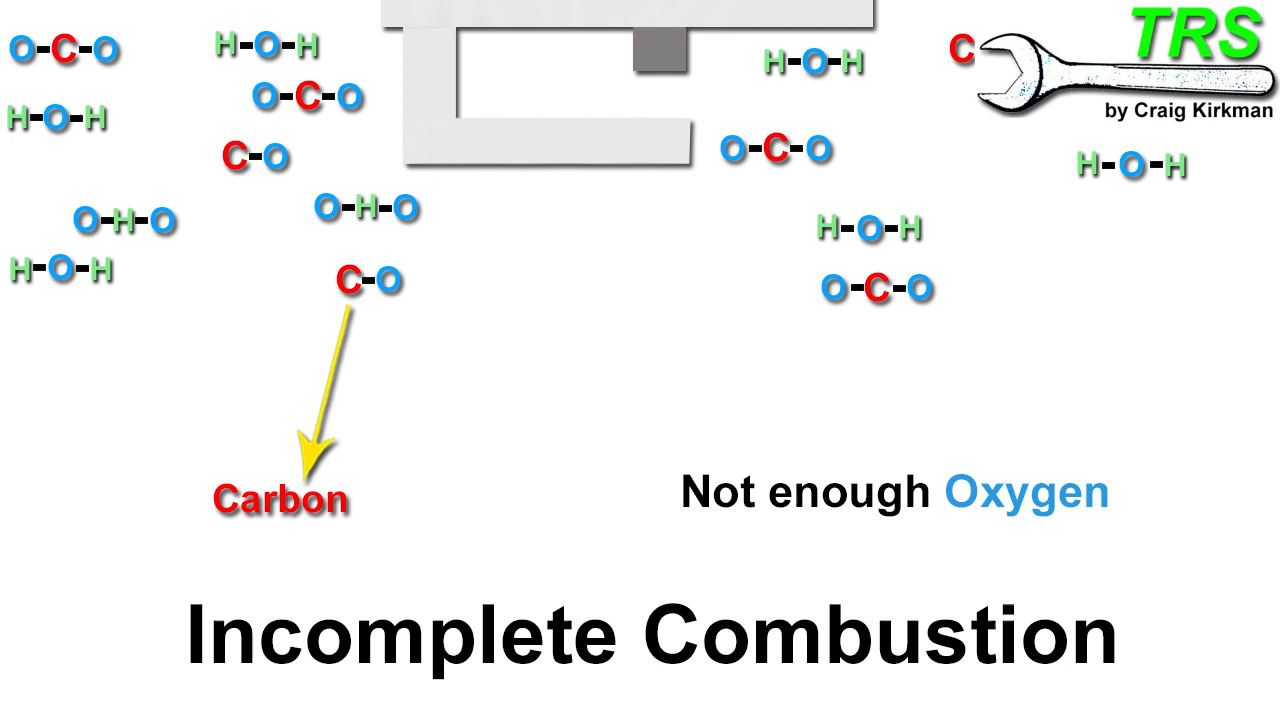 O-C-O
H-O-H
H-O-H
C
TRS
O-C-O
by Craig Kirkman
H-O-H
C-O
O-C-O
H-O-H
O-H-O
O-H-O
H-O-H
H-O-H
C-O
O-C-O
Carbon
Not enough Oxygen
Incomplete Combustion